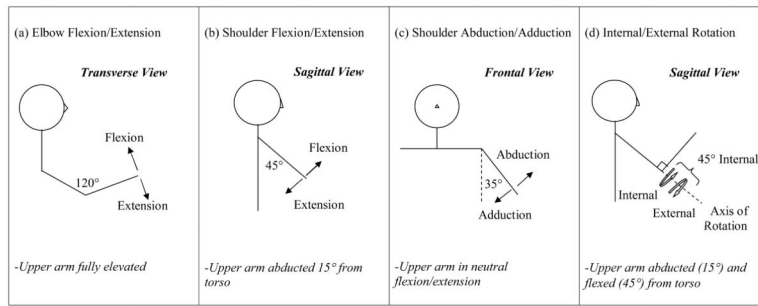 (a) Elbow Flexion/Extension
Transverse View
Flexion
120°
Extension
-Upper arm fully elevated
(b) Shoulder Flexion/Extension
Sagittal View
Flexion
45°
Extension
-Upper arm abducted 15° from
torso
(c) Shoulder Abduction/Adduction
Frontal View
Abduction
35°
Adduction
-Upper arm in neutral
flexion/extension
(d) Internal/External Rotation
Sagittal View
45° Internal
Internal
External
Axis of
Rotation
-Upper arm abducted (15°) and
flexed (45°) from torso